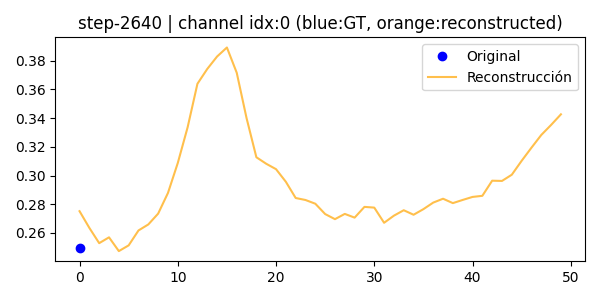 step-2640 | channel idx:0 (blue:GT, orange:reconstructed)
Original
Reconstrucción
0.38
0.36
0.34
0.32
0.30
0.28
0.26
0 10 20 30 40 50